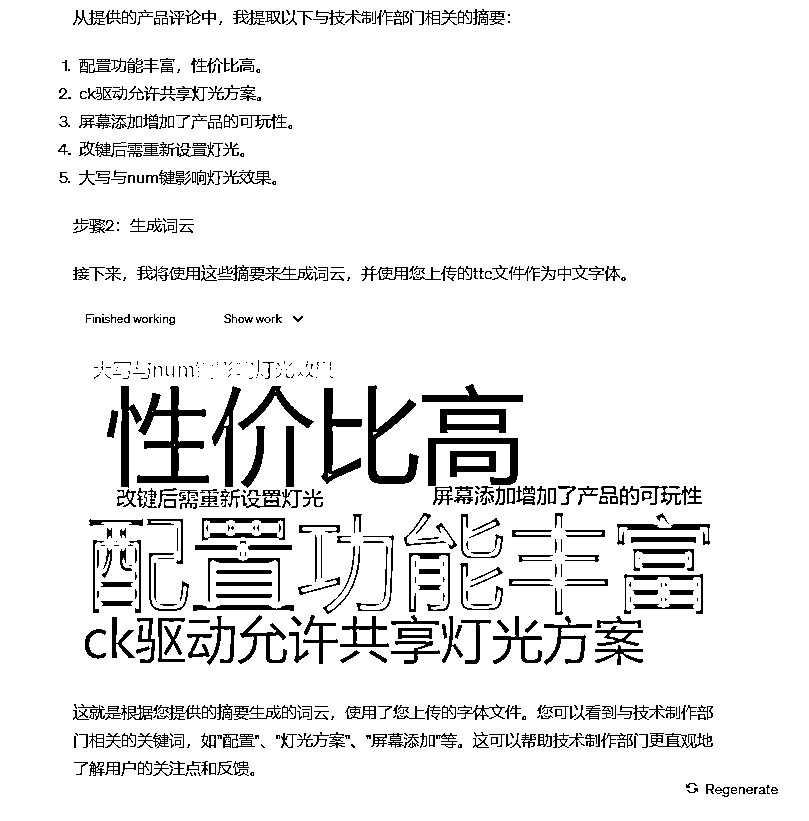 从提供的产品评论中，我提取以下与技术制作部门相关的摘要：
1. 配置功能丰富，性价比高。
2. ck驱动允许共享灯光方案。
3. 屏幕添加增加了产品的可玩性。
4. 改键后需重新设置灯光。
5. 大写与num键影响灯光效果。
步骤2：生成词云
接下来，我将使用这些摘要来生成词云，并使用您上传的ttc文件作为中文字体。
Finished working Show work
大写与num键影响灯光效果
性价比高
改键后需重新设置灯光 屏幕添加增加了产品的可玩性
配置功能丰富
ck驱动允许共享灯光方案
这就是根据您提供的摘要生成的词云，使用了您上传的字体文件。您可以看到与技术制作部
门相关的关键词，如"配置"、"灯光方案"、"屏幕添加"等。这可以帮助技术制作部门更直观地
了解用户的关注点和反馈。
Regenerate